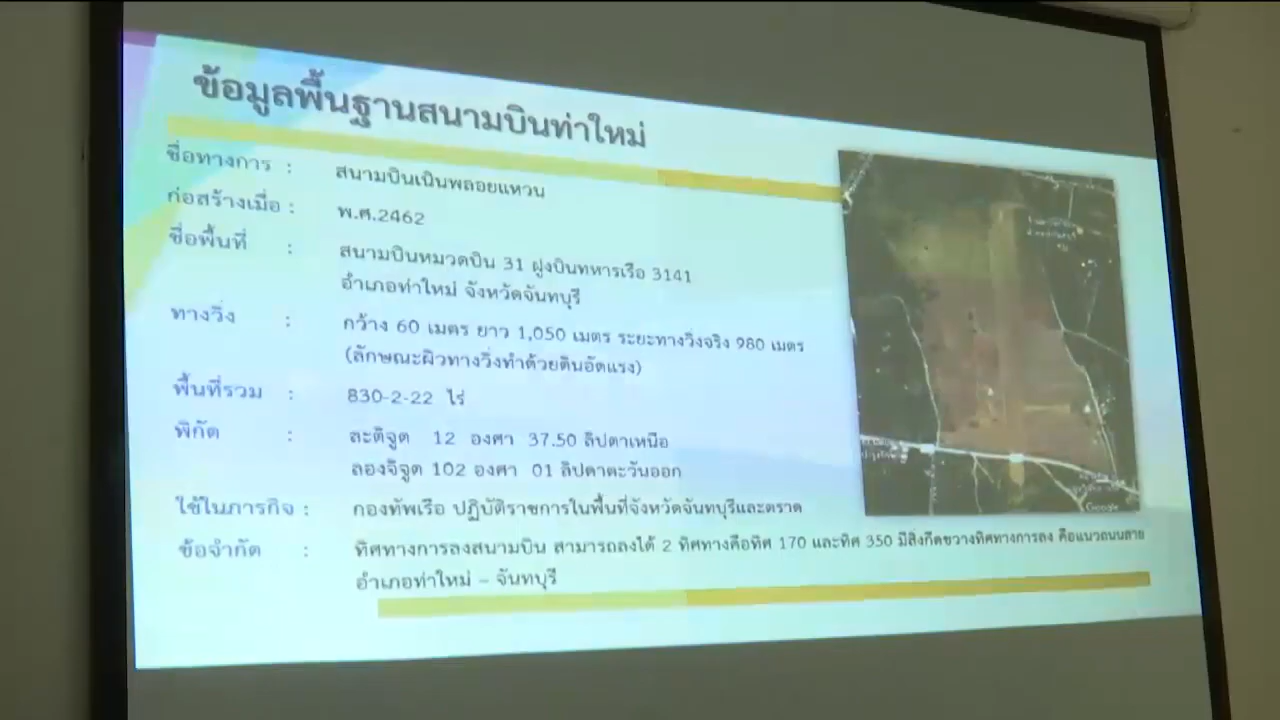 ข้อมูลพื้นฐานสนามบินท่าใหม่
ชื่อทางการ : สนามบินเนินพลอยแหวน
ก่อสร้างเมื่อ : พ.ศ.2462
ชื่อพื้นที่ : สนามบินหมวดบิน 31 ฝูงบินทหารเรือ 3141
อำเภอท่าใหม่ จังหวัดจันทบุรี
ทางวิ่ง : กว้าง 60 เมตร ยาว 1,050 เมตร ระยะทางวิ่งจริง 980 เมตร
(ลักษณะผิวทางวิ่งทำด้วยดินอัดแรง)
พื้นที่รวม : 830-2-22 ไร่
พิกัด : ละติจูด 12 องศา 37.50 ลิปดาเหนือ
ลองจิจูด 102 องศา 01 ลิปดาตะวันออก
ใช้ในภารกิจ : กองทัพเรือ ปฏิบัติราชการในพื้นที่จังหวัดจันทบุรีและตราด
ข้อจำกัด : ทิศทางการลงสนามบิน สามารถลงได้ 2 ทิศทางคือทิศ 170 และทิศ 350 มีสิ่งกีดขวางทิศทางการลง คือแนวถนนสาย
อำเภอท่าใหม่ – จันทบุรี
Google